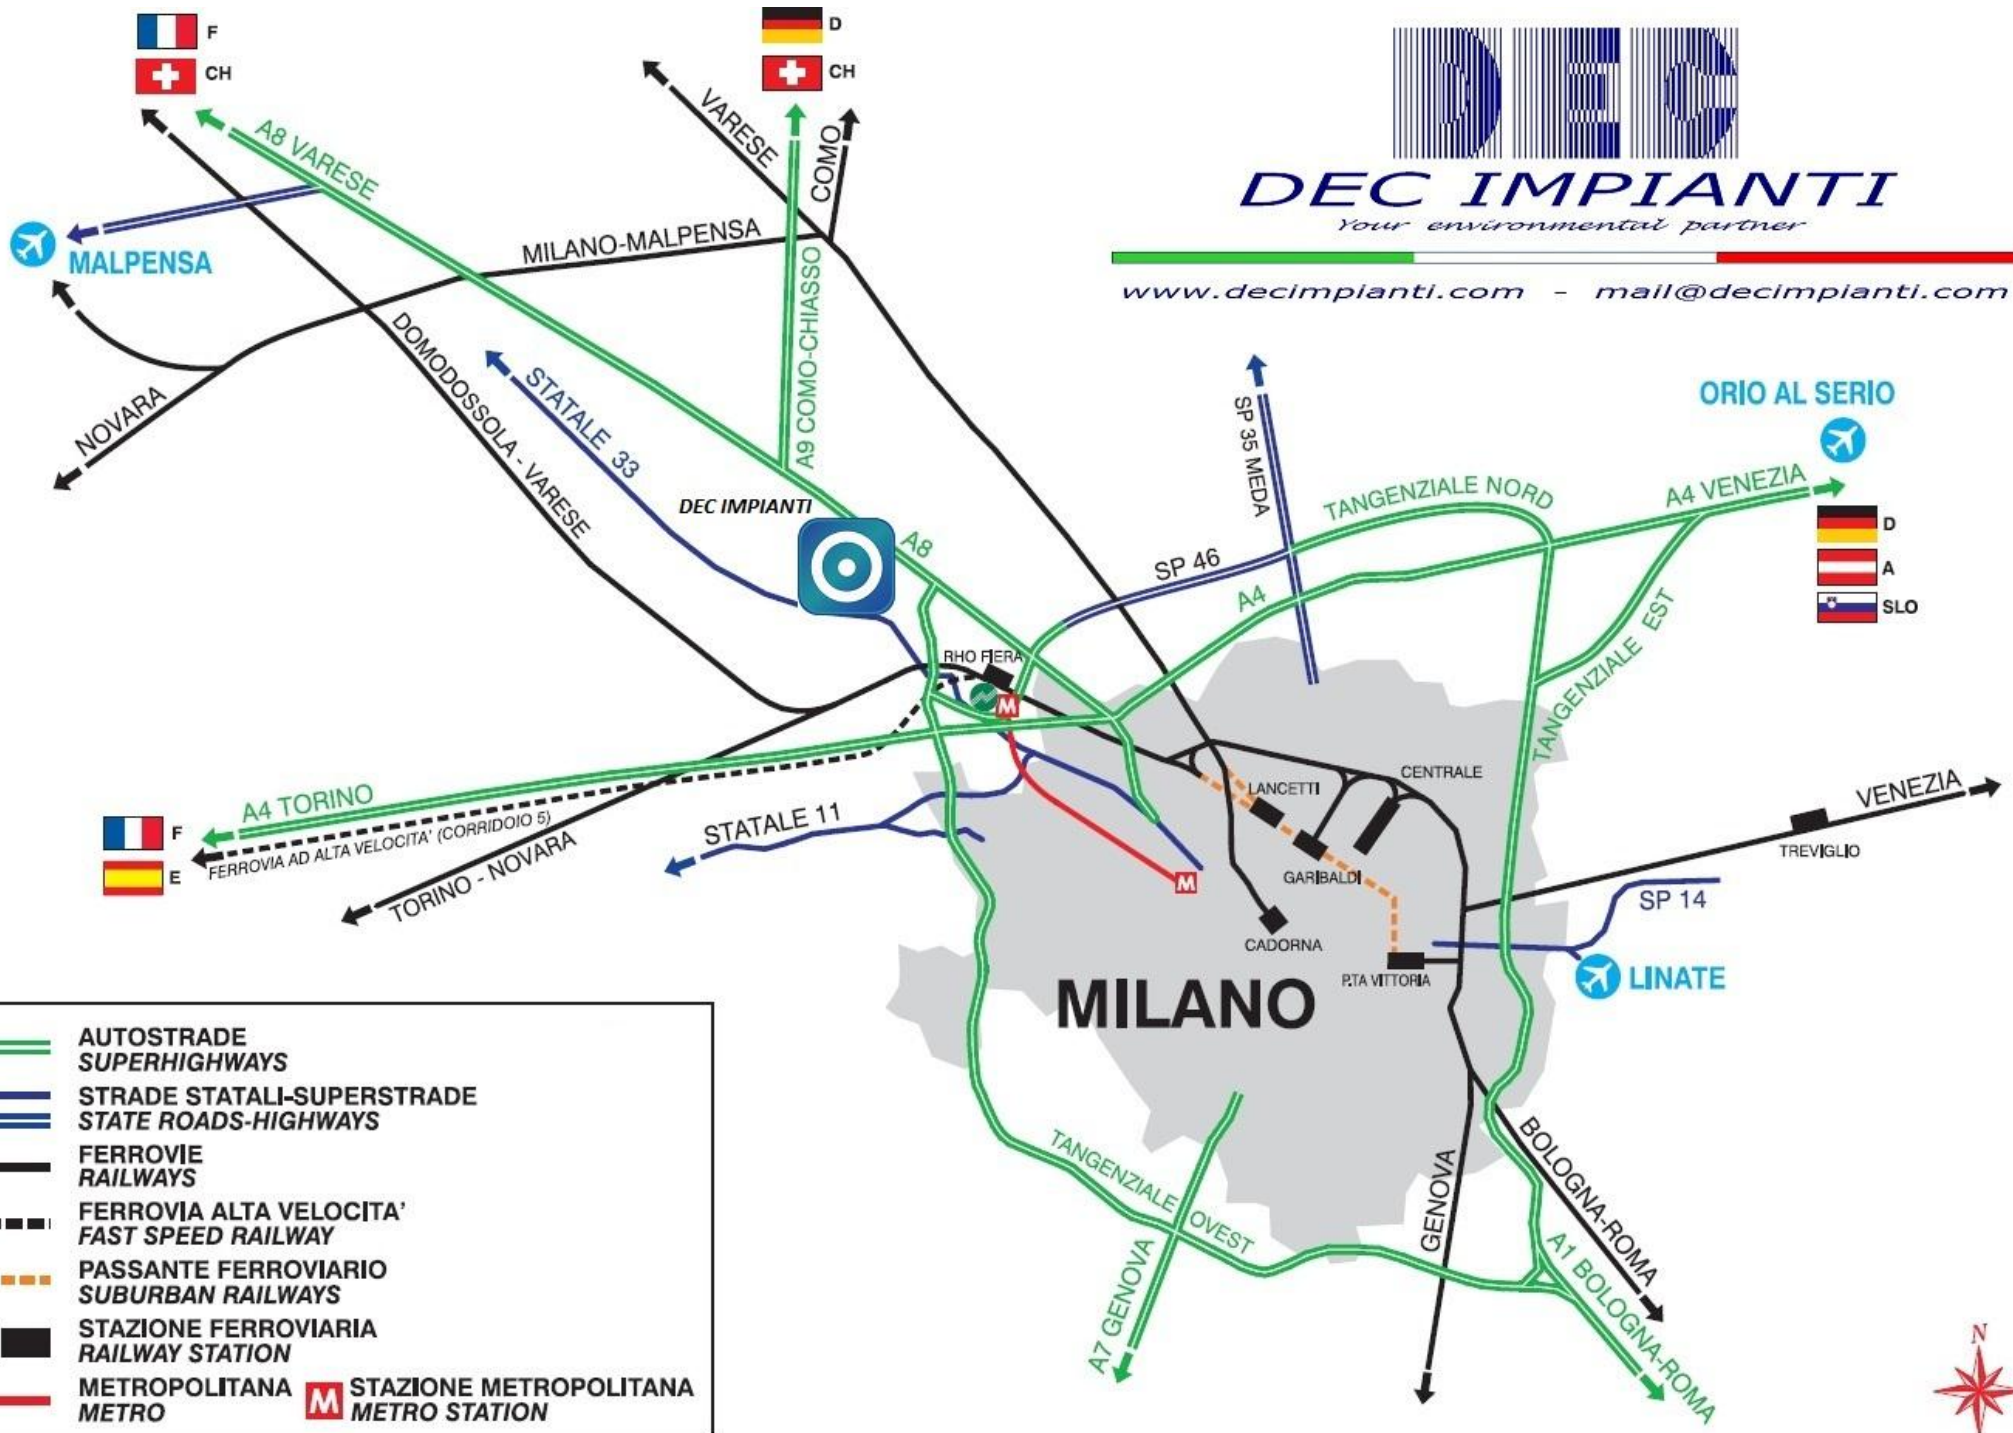 F
CH
D
CH
DEC
DEC IMPIANTI
Your environmental partner
www.decimpianti.com - mail@decimpianti.com
A8 VARESE
VARESE
COMO
MALPENSA
MILANO-MALPENSA
A9 COMO-CHIASSO
NOVARA
DOMODOSSOLA - VARESE
STATALE 33
DEC IMPIANTI
A8
SP 35 MEDA
ORIO AL SERIO
TANGENZIALE NORD
A4 VENEZIA
D
A
SLO
SP 46
A4
TANGENZIALE EST
RHO FIERA
M
A4 TORINO
F
E
FERROVIA AD ALTA VELOCITA' (CORRIDOIO 5)
TORINO - NOVARA
STATALE 11
M
LANCETTI
CENTRALE
GARIBALDI
CADORNA
P.TA VITTORIA
VENEZIA
TREVIGLIO
SP 14
LINATE
MILANO
TANGENZIALE OVEST
A7 GENOVA
GENOVA
BOLOGNA-ROMA
A1 BOLOGNA-ROMA
N
AUTOSTRADE
SUPERHIGHWAYS
STRADE STATALI-SUPERSTRADE
STATE ROADS-HIGHWAYS
FERROVIE
RAILWAYS
FERROVIA ALTA VELOCITA'
FAST SPEED RAILWAY
PASSANTE FERROVIARIO
SUBURBAN RAILWAYS
STAZIONE FERROVIARIA
RAILWAY STATION
METROPOLITANA
METRO
M STAZIONE METROPOLITANA
METRO STATION